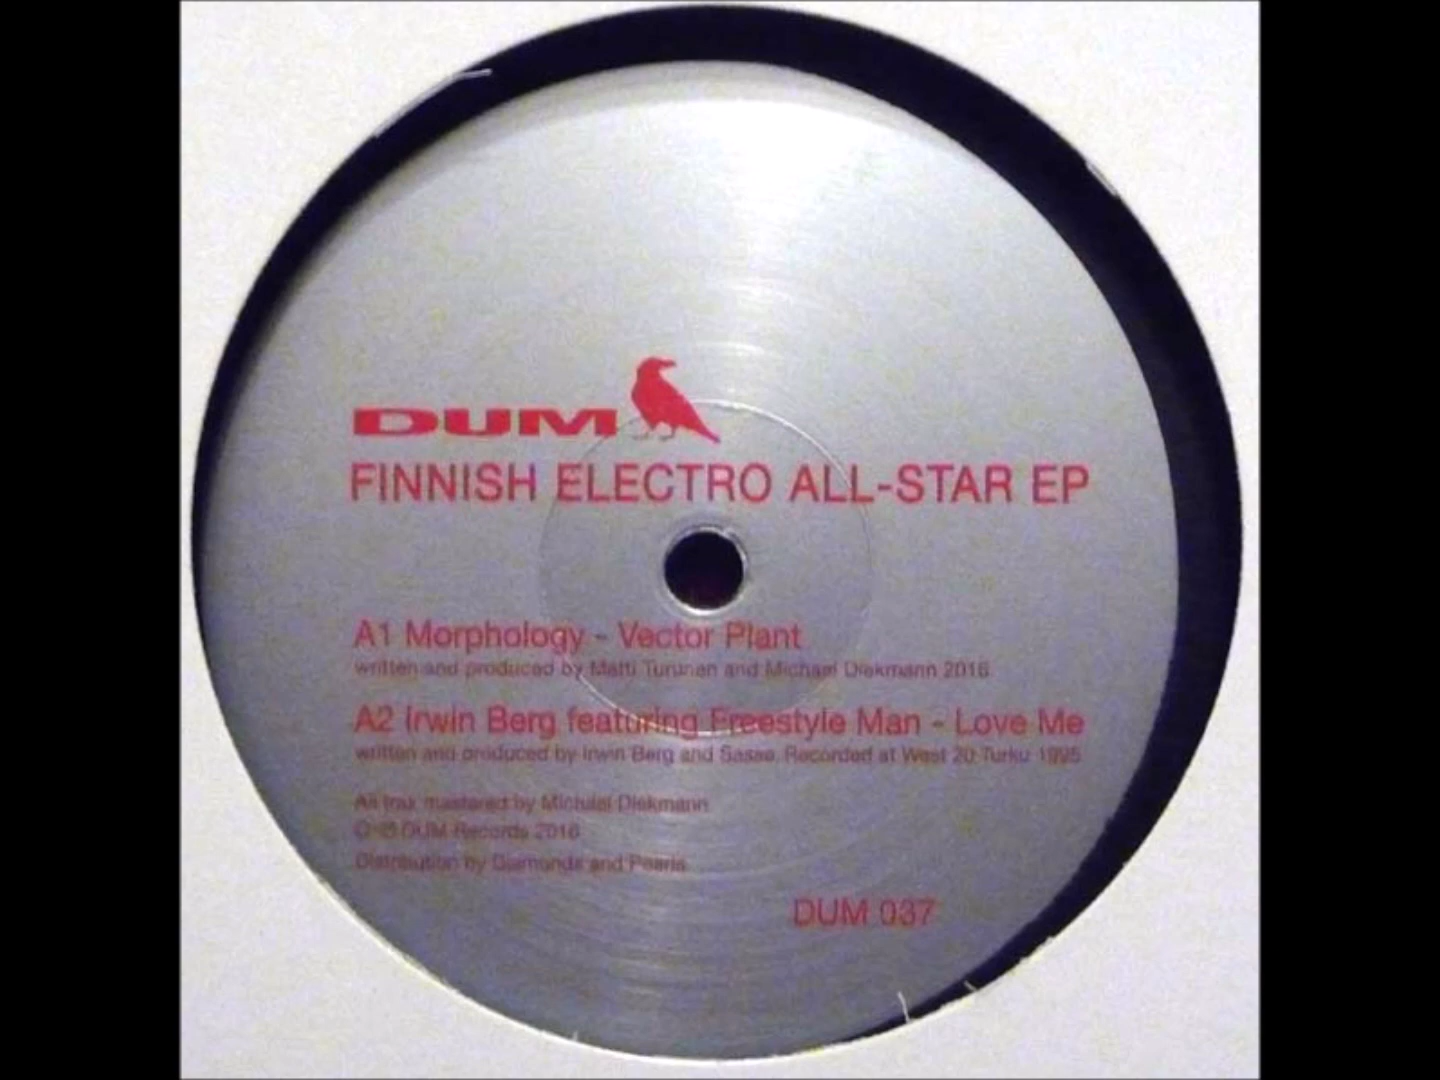 DUM
FINNISH ELECTRO ALL-STAR EP
A1 Morphology - Vector Plant
written and produced by Matti Turunen and Michael Diekmann 2016
A2 Irwin Berg featuring Freestyle Man - Love Me
written and produced by Irwin Berg and Sasse. Recorded at West 20 Turku 1995
All trax mastered by Michael Diekmann
DUM Records 2016
Distribution by Diamonds and Pearls
DUM 037